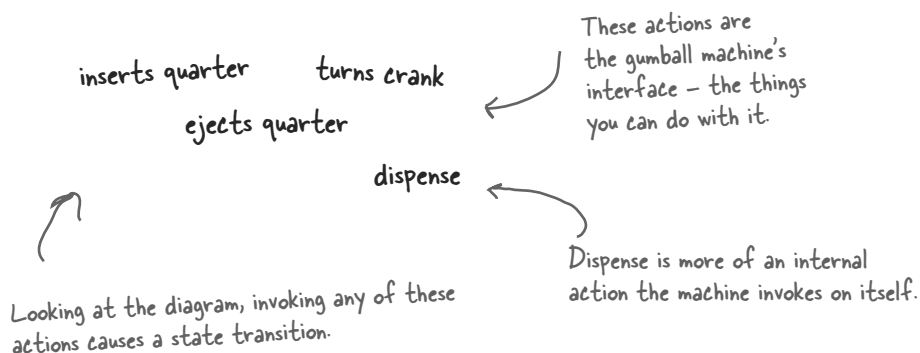 These actions are
the gumball machine's
interface – the things
you can do with it.
inserts quarter turns crank
ejects quarter
dispense
Dispense is more of an internal
action the machine invokes on itself.
Looking at the diagram, invoking any of these
actions causes a state transition.